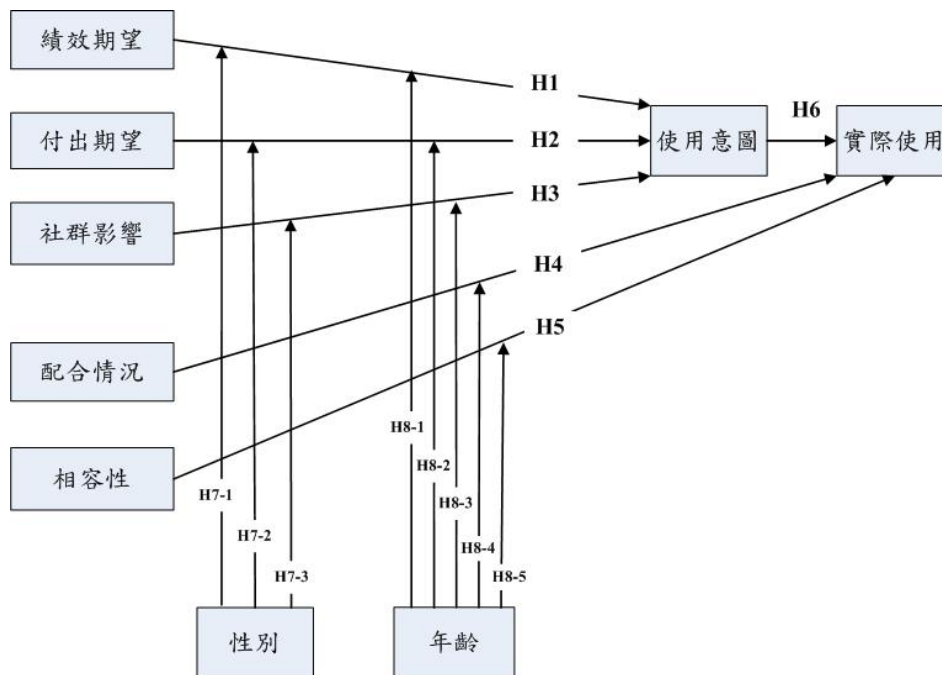 績效期望
H1
付出期望
H2
使用意圖
H6
實際使用
社群影響
H3
H4
配合情況
H5
相容性
H7-1
H7-2
H7-3
H8-1
H8-2
H8-3
H8-4
H8-5
性別
年齡